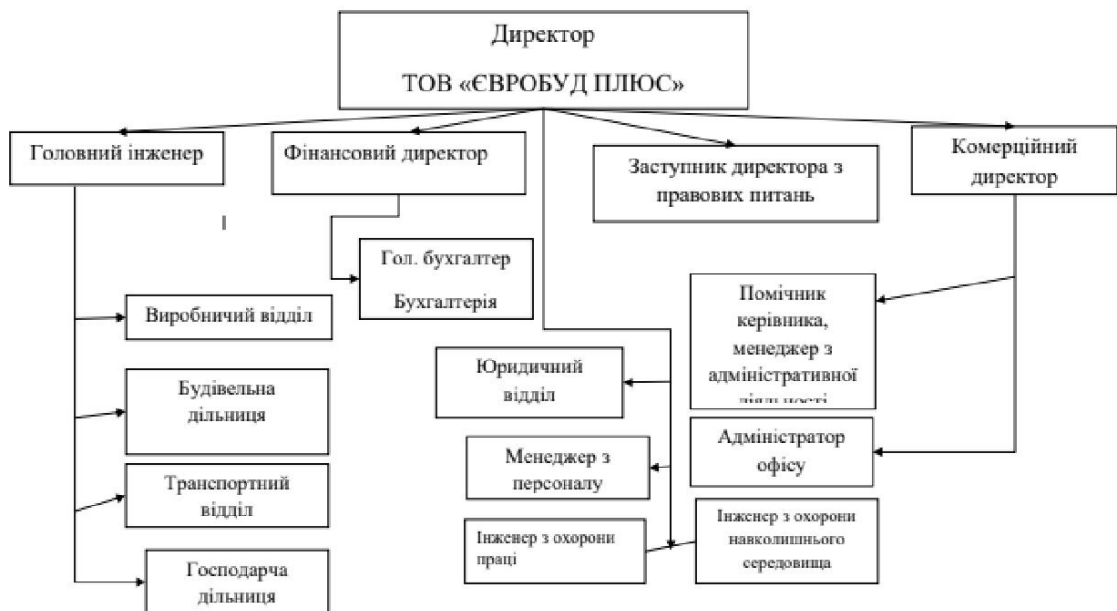 Директор
ТОВ «ЄВРОБУД ПЛЮС»
Головний інженер
Фінансовий директор
Заступник директора з
правових питань
Комерційний
директор
Гол. бухгалтер
Бухгалтерія
Виробничий відділ
Будівельна
дільниця
Транспортний
відділ
Господарча
дільниця
Юридичний
відділ
Менеджер з
персоналу
Інженер з охорони
праці
Помічник
керівника,
менеджер з
адміністративної
діяльності
Адміністратор
офісу
Інженер з охорони
навколишнього
середовища